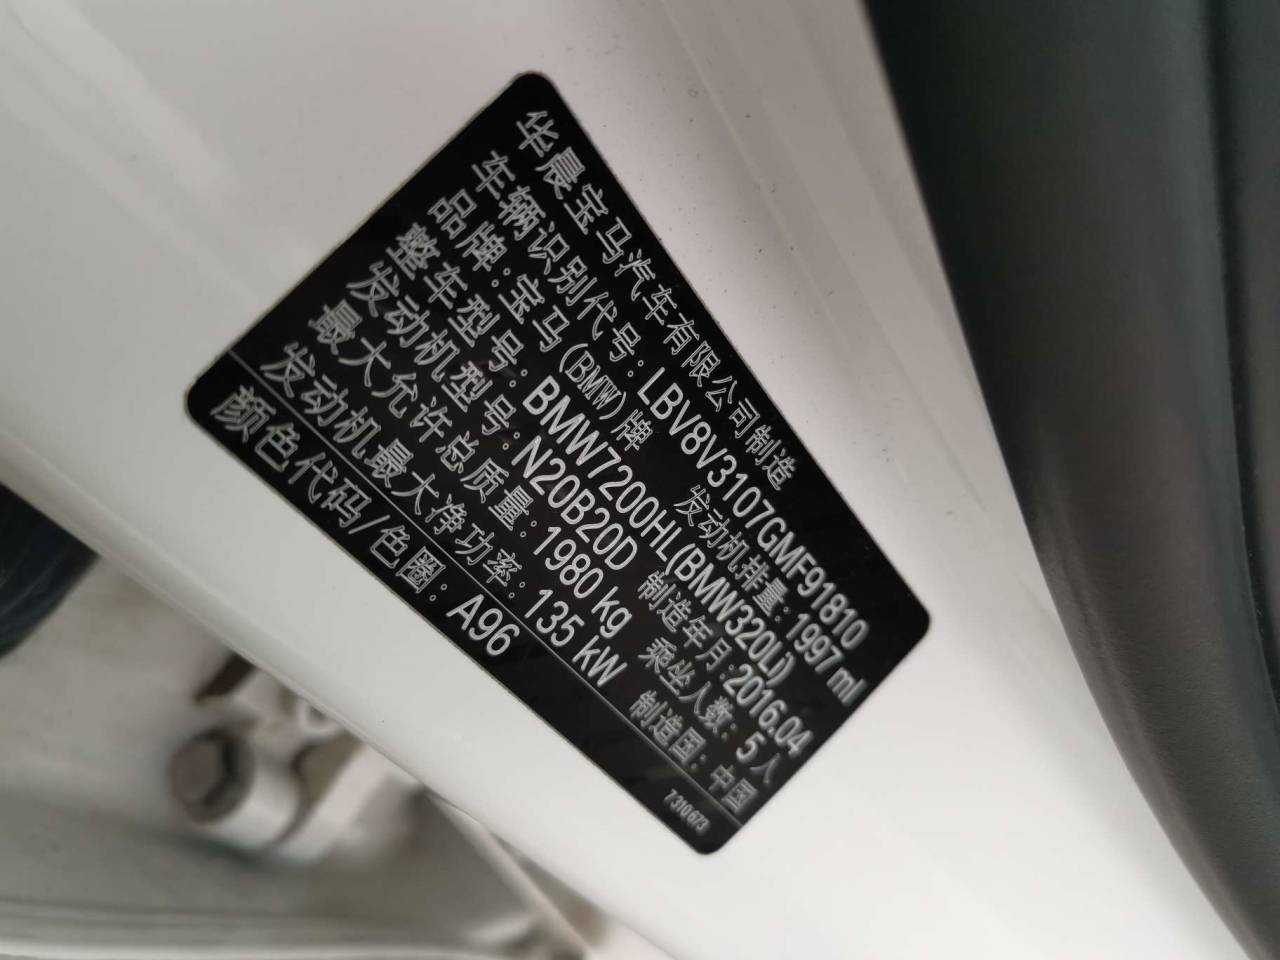 华晨宝马汽车有限公司制造
车辆识别代号: LBV8V3107GMF91810
品牌: 宝马(BMW)牌 发动机排量: 1997 ml
整车型号: BMW7200HL(BMW320Li)
发动机型号: N20B20D 制造年月: 2016.04
最大允许总质量: 1980 kg 乘坐人数: 5 人
发动机最大净功率: 135 kW 制造国: 中国
颜色代码/色圈: A96 7310673